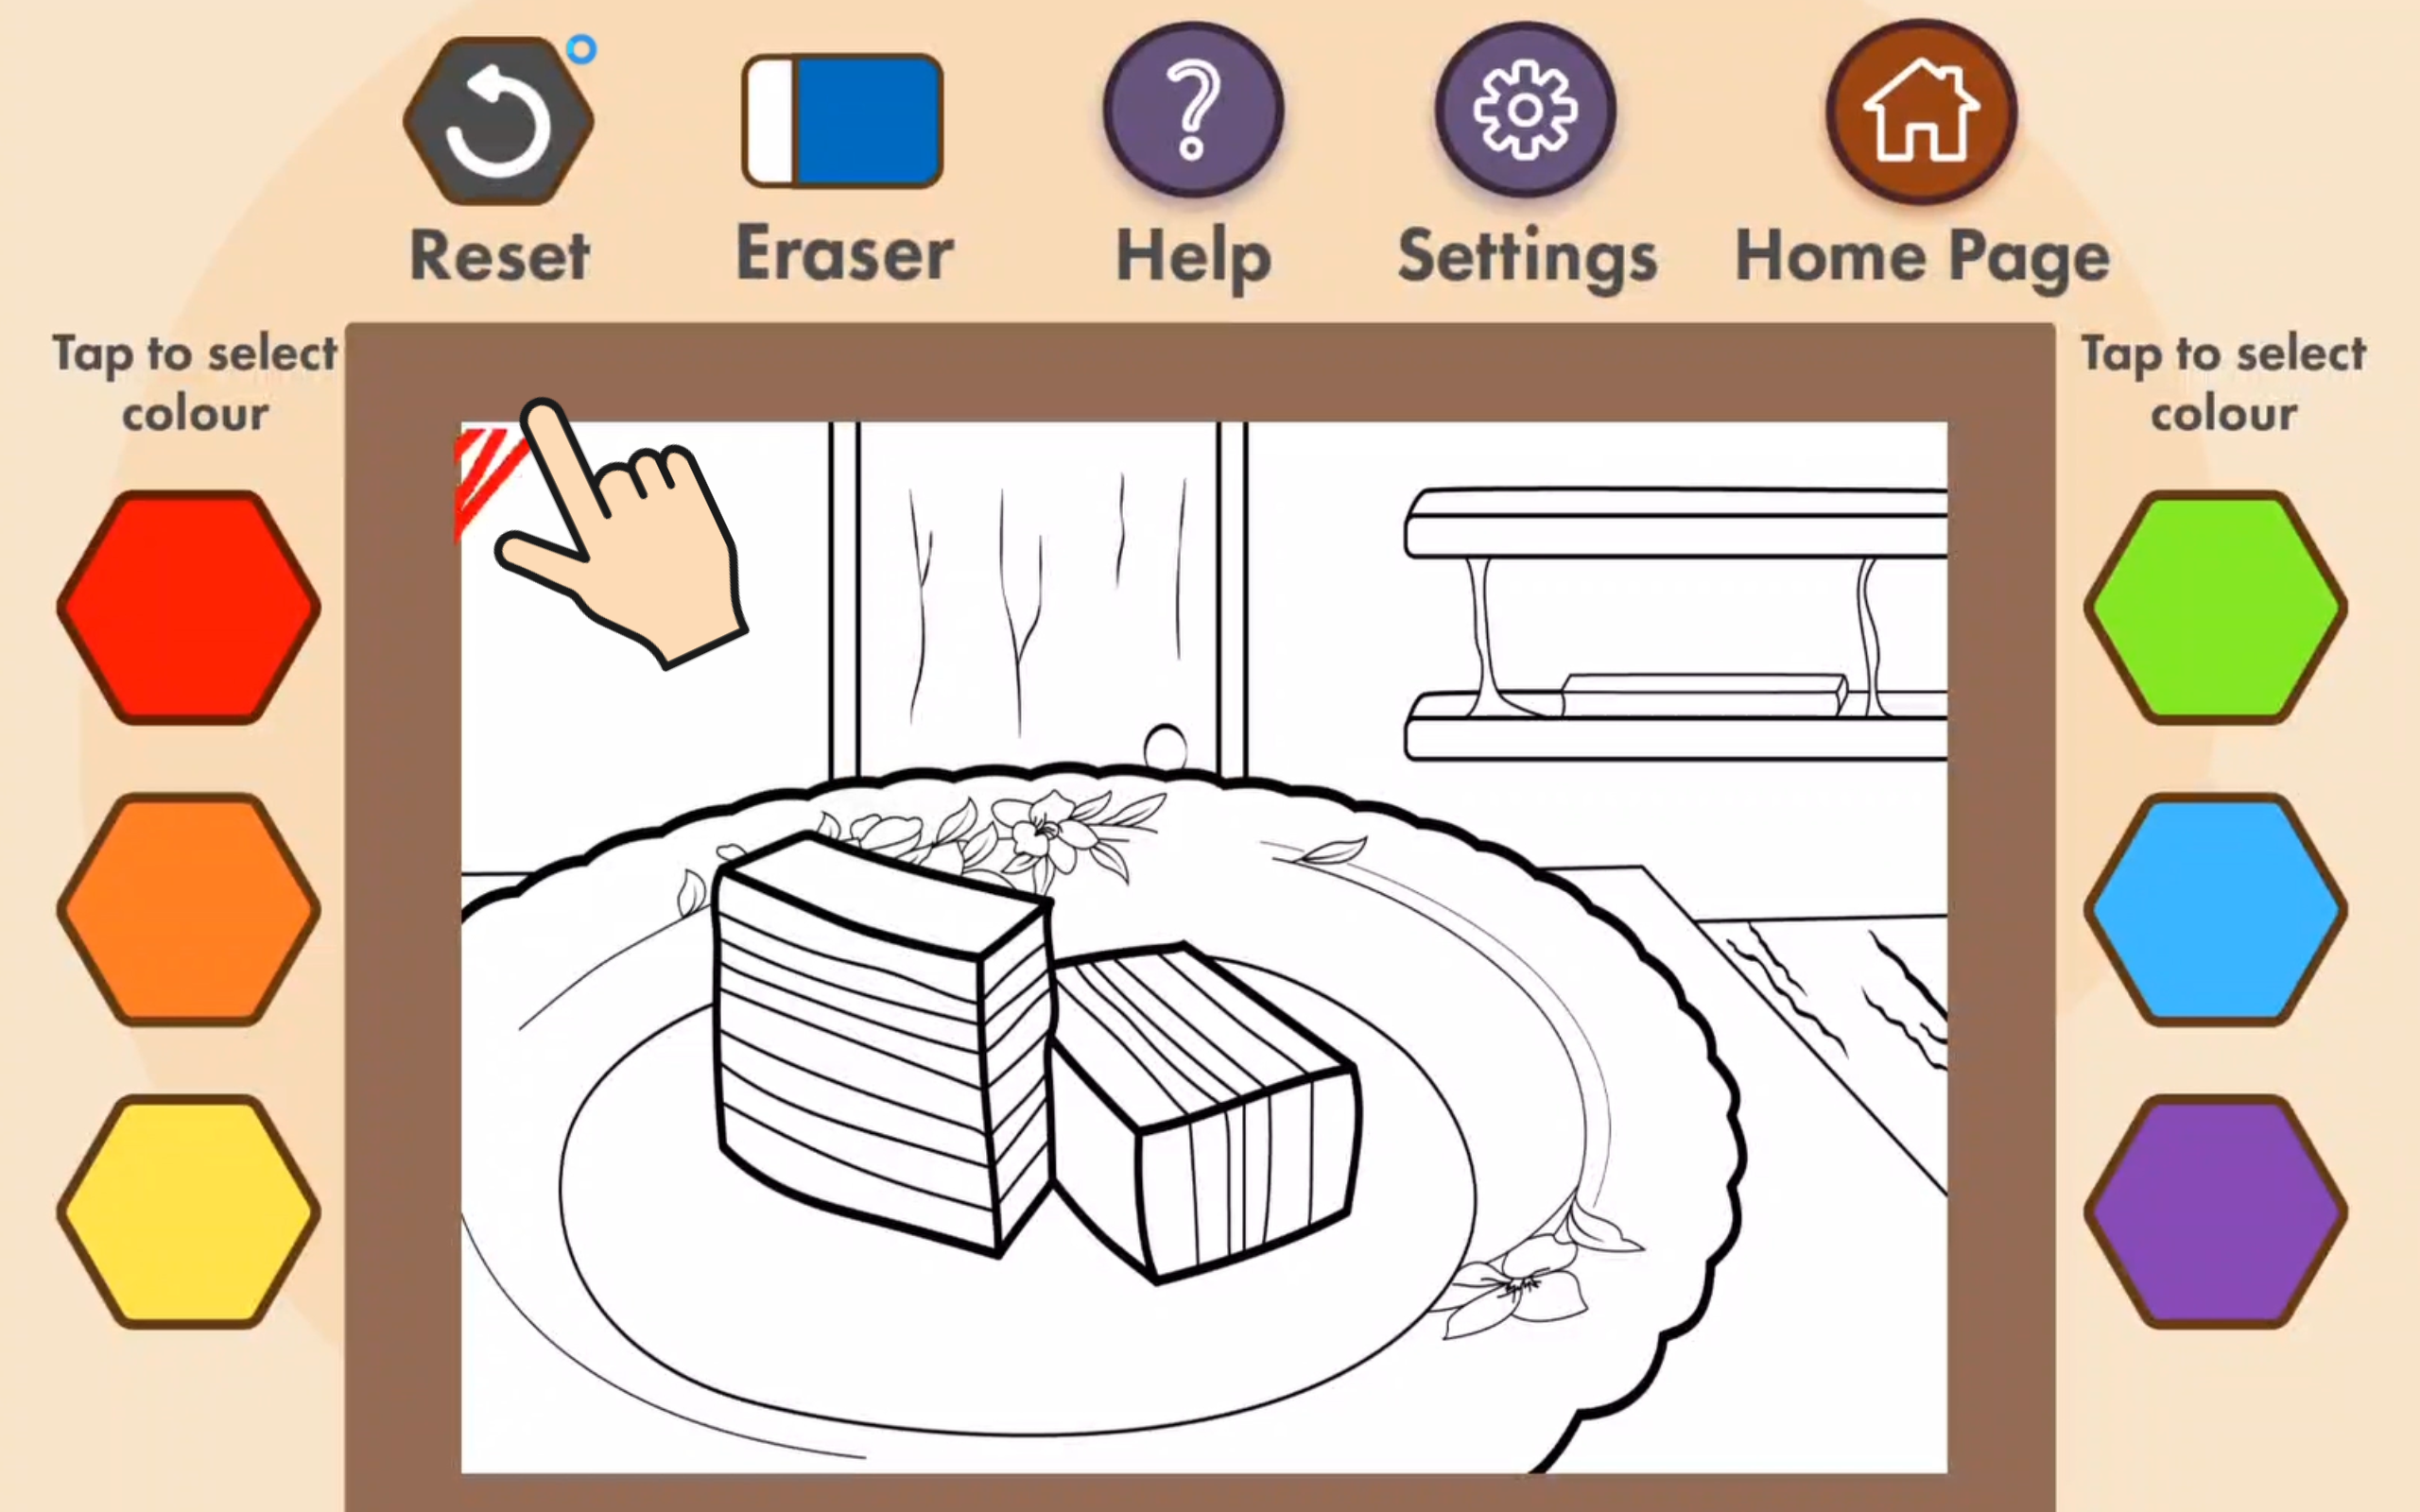 Reset
Eraser
Help
Settings
Home Page
Tap to select
colour
Tap to select
colour